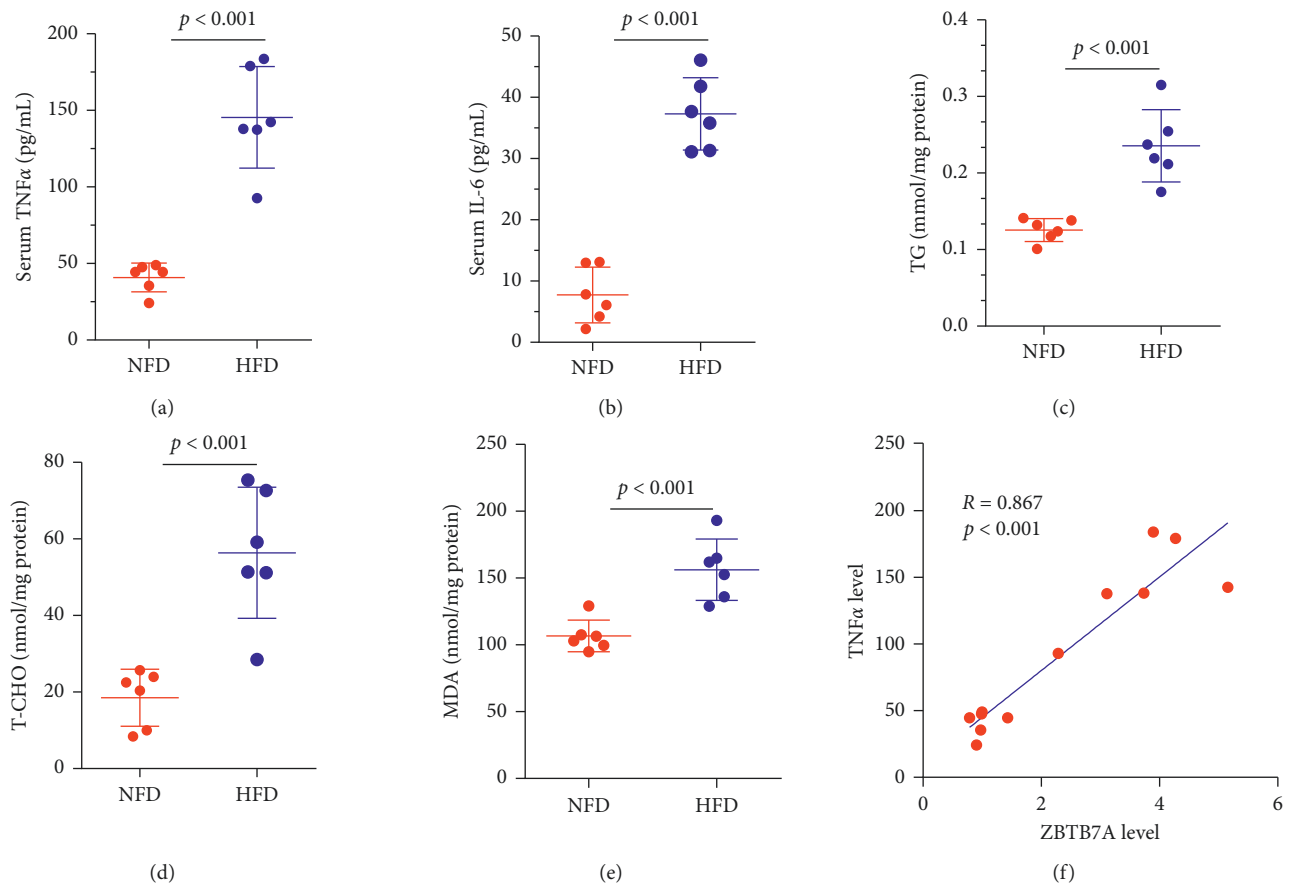 p < 0.001
Serum TNFα (pg/mL)
200
150
100
50
0
NFD HFD
(a)
p < 0.001
Serum IL-6 (pg/mL)
50
40
30
20
10
0
NFD HFD
(b)
p < 0.001
TG (mmol/mg protein)
0.4
0.3
0.2
0.1
0.0
NFD HFD
(c)
p < 0.001
T-CHO (nmol/mg protein)
80
60
40
20
0
NFD HFD
(d)
p < 0.001
MDA (nmol/mg protein)
250
200
150
100
50
0
NFD HFD
(e)
R = 0.867
p < 0.001
TNFα level
250
200
150
100
50
0
0 2 4 6
ZBTB7A level
(f)